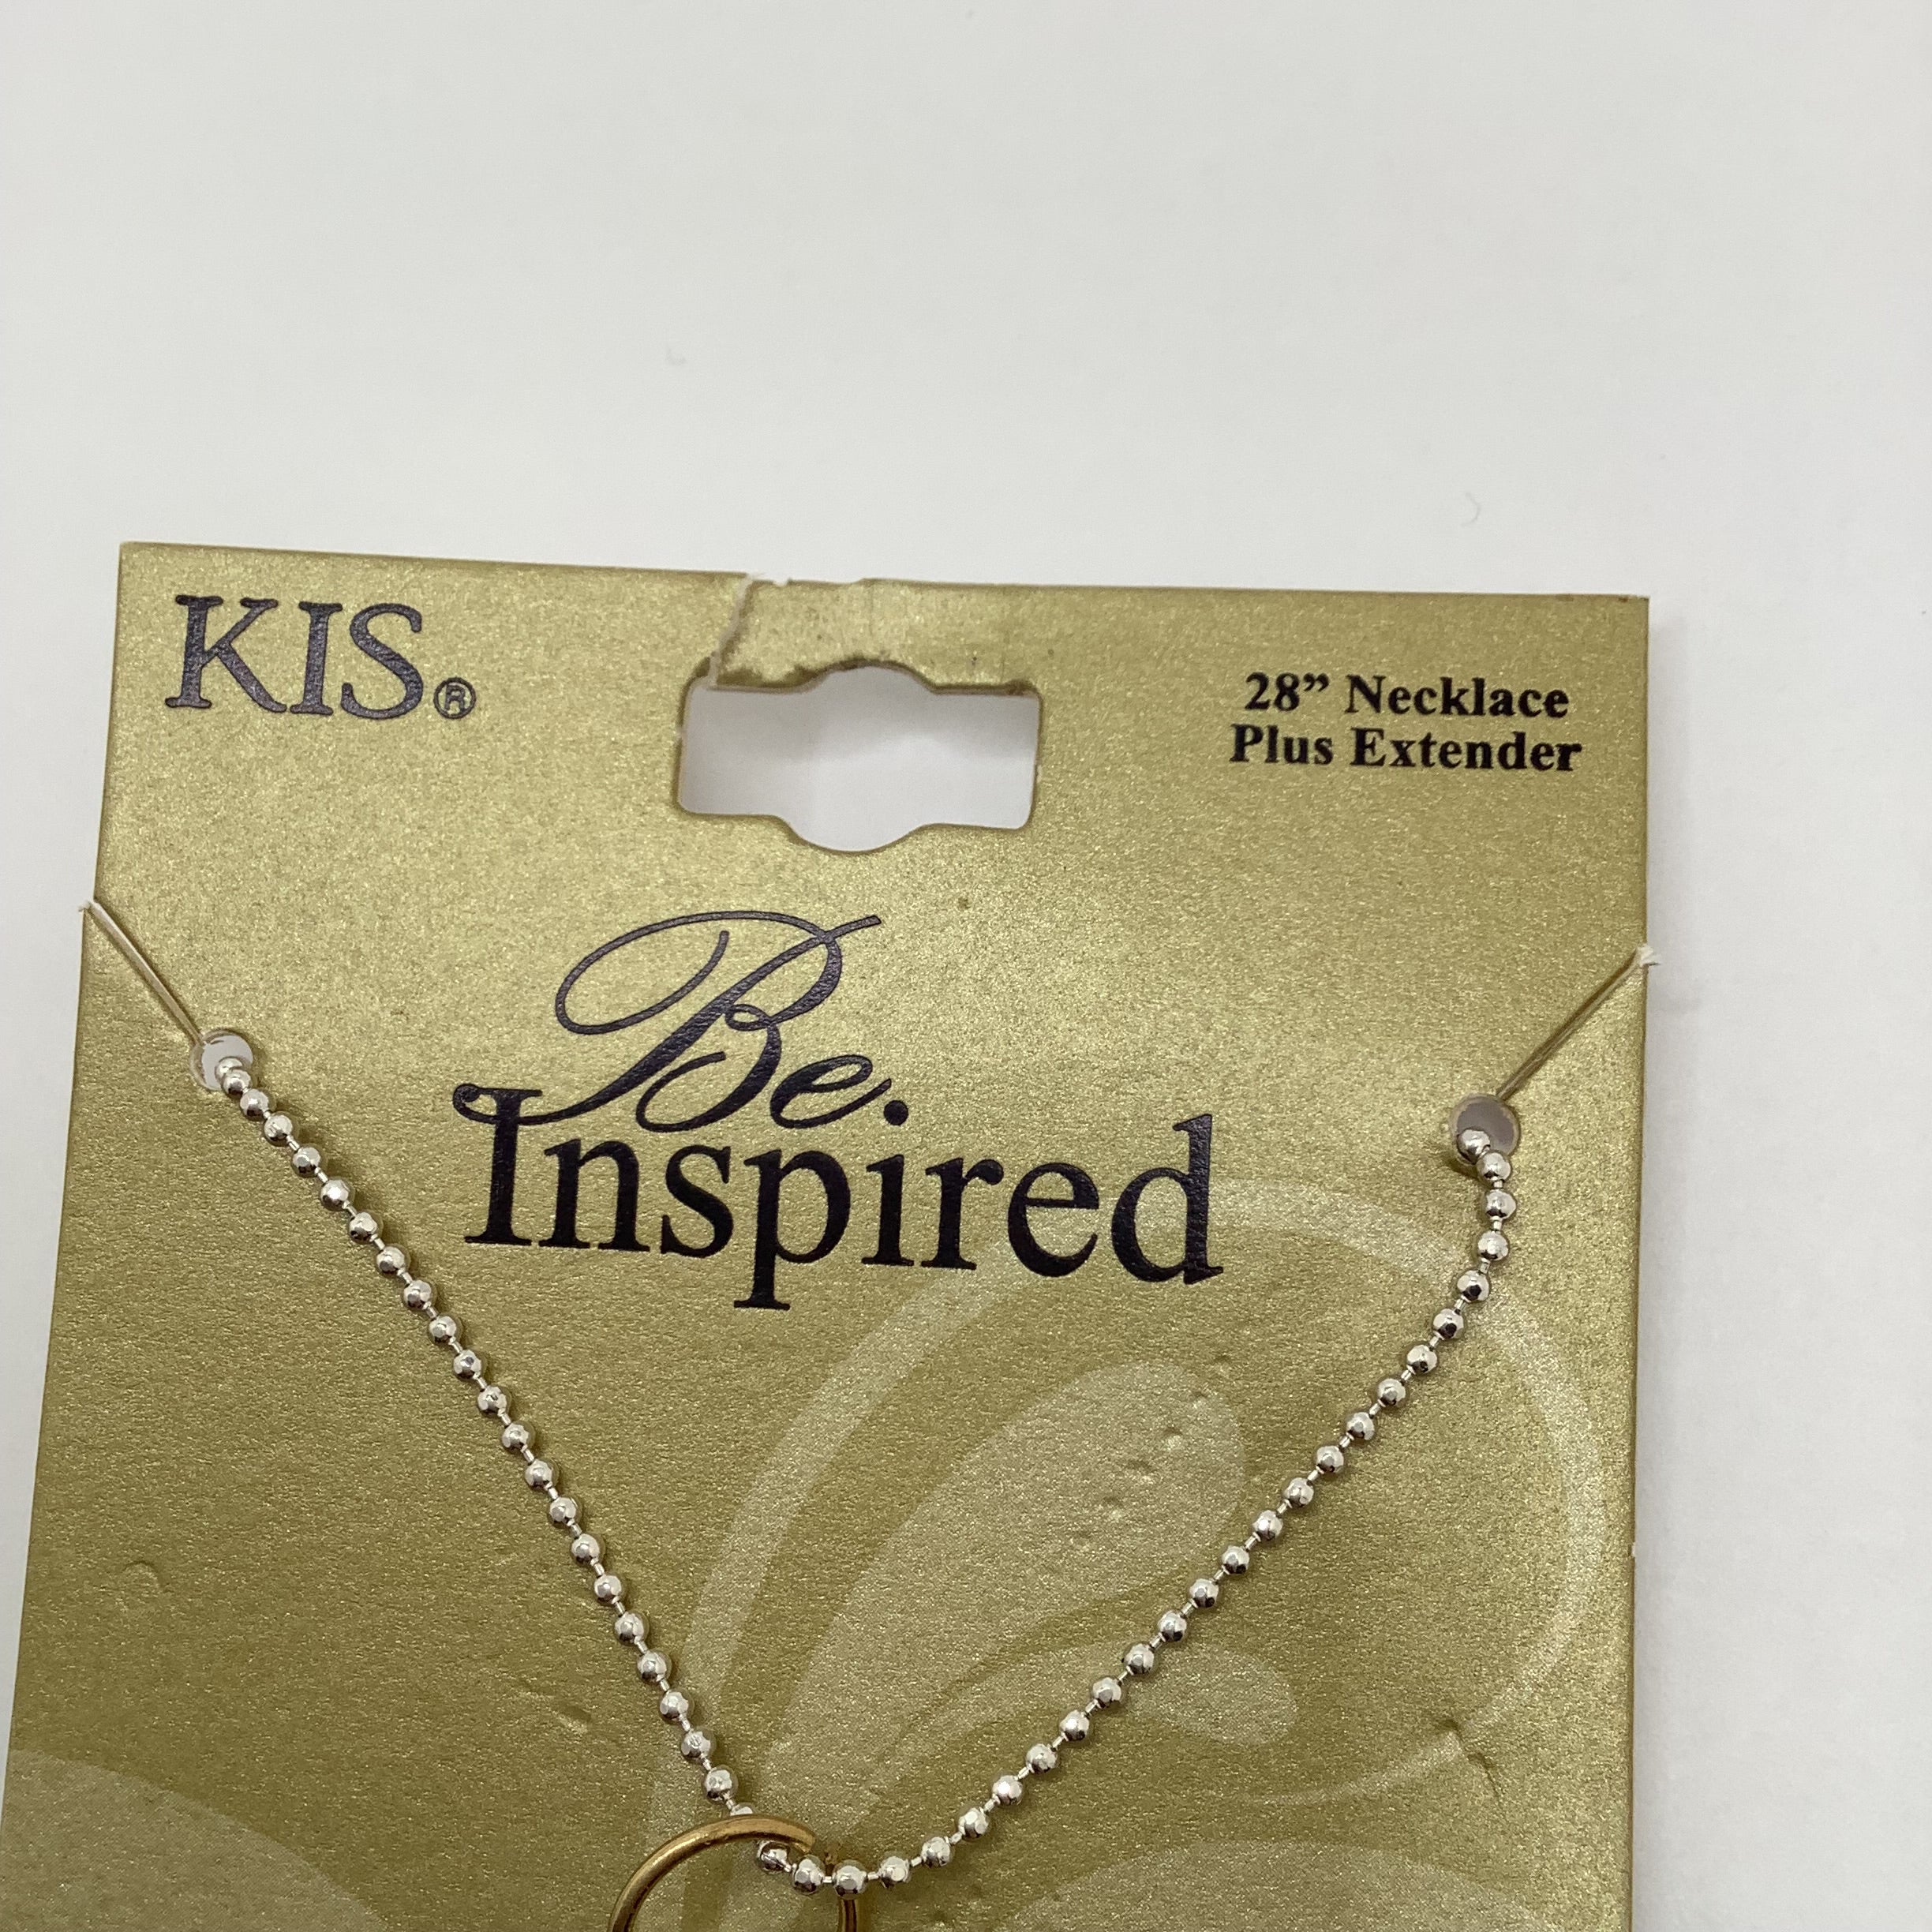 KIS®
28” Necklace
Plus Extender
Be
Inspired